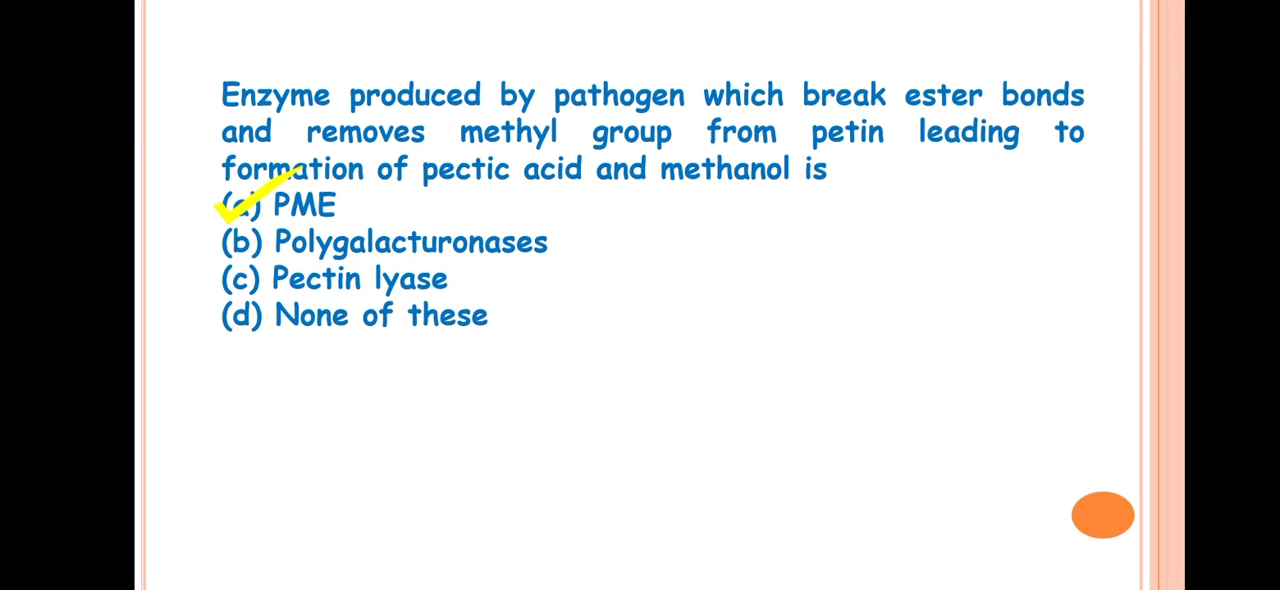 Enzyme produced by pathogen which break ester bonds
and removes methyl group from petin leading to
formation of pectic acid and methanol is
(a) PME
(b) Polygalacturonases
(c) Pectin lyase
(d) None of these